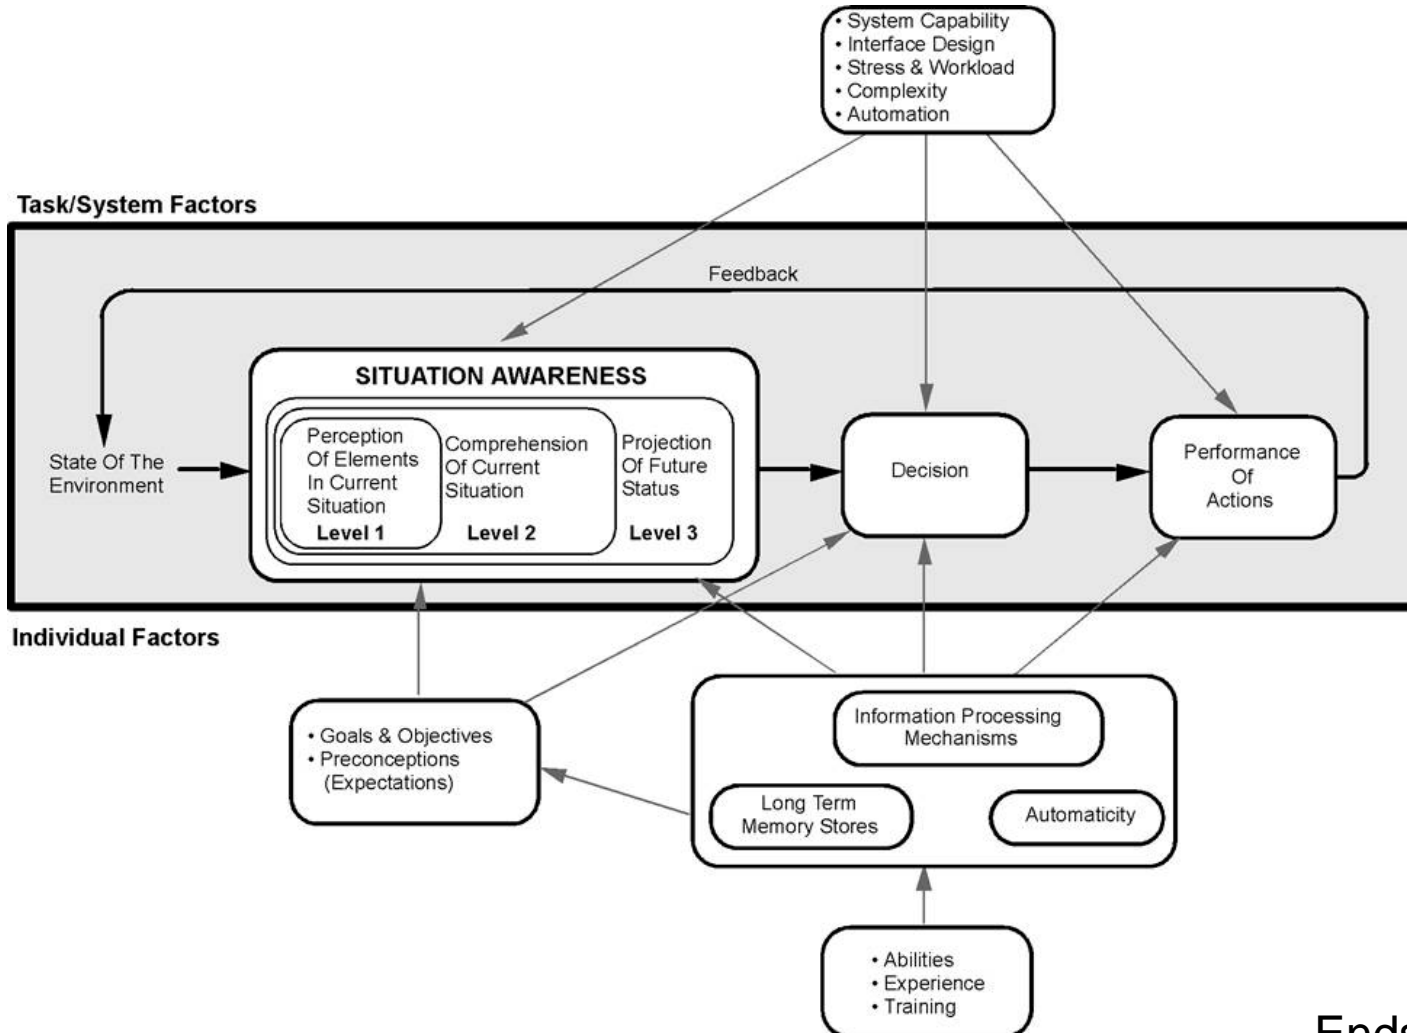 • System Capability
• Interface Design
• Stress & Workload
• Complexity
• Automation
Task/System Factors
Feedback
SITUATION AWARENESS
Perception
Of Elements
In Current
Situation
Level 1
Comprehension
Of Current
Situation
Level 2
Projection
Of Future
Status
Level 3
State Of The
Environment
Decision
Performance
Of
Actions
Individual Factors
• Goals & Objectives
• Preconceptions
(Expectations)
Information Processing
Mechanisms
Long Term
Memory Stores
Automaticity
• Abilities
• Experience
• Training